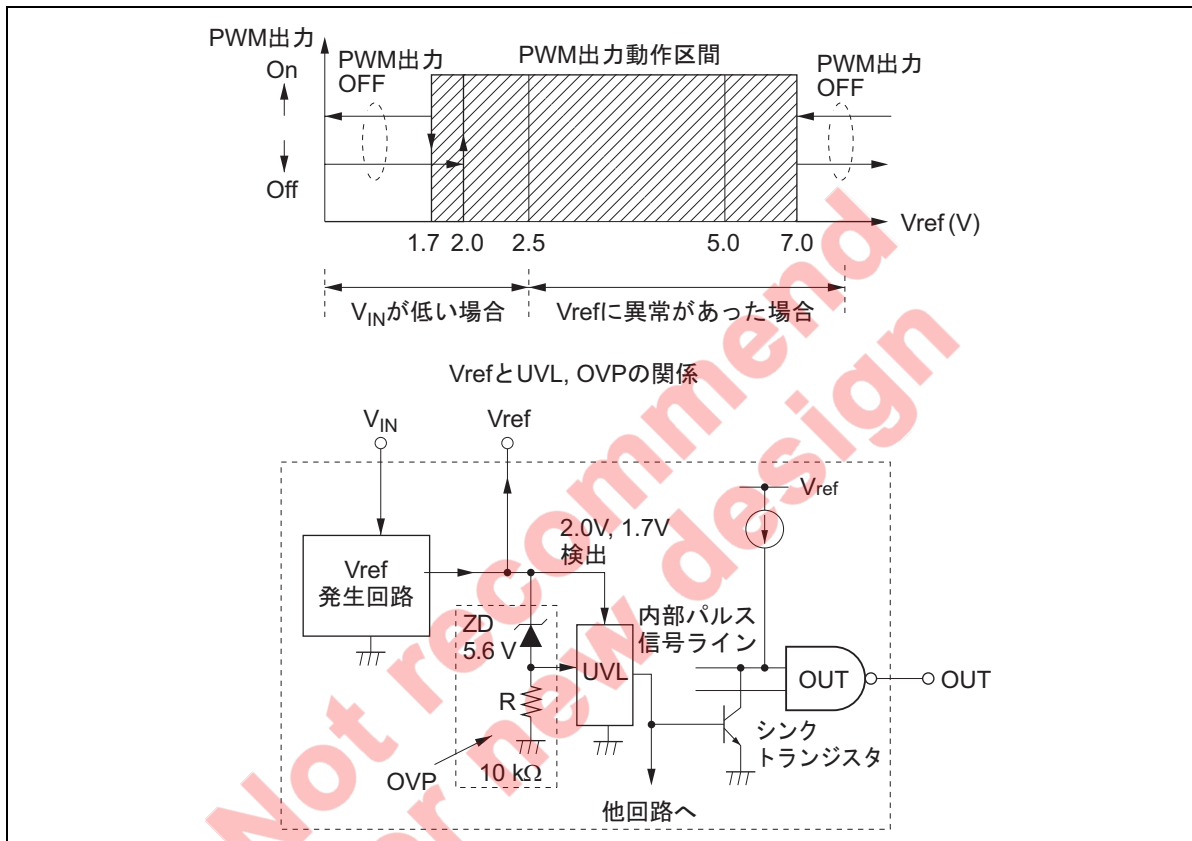 PWM出力
On
Off
PWM出力
OFF
PWM出力動作区間
PWM出力
OFF
Vref (V)
1.7 2.0 2.5 5.0 7.0
VINが低い場合
Vrefに異常があった場合
VrefとUVL, OVPの関係
VIN
Vref
Vref
2.0V, 1.7V
検出
Vref
発生回路
内部パルス
信号ライン
ZD
5.6 V
UVL
OUT
OUT
R
シンク
トランジスタ
OVP
10 kΩ
他回路へ
Not recommend
for new design